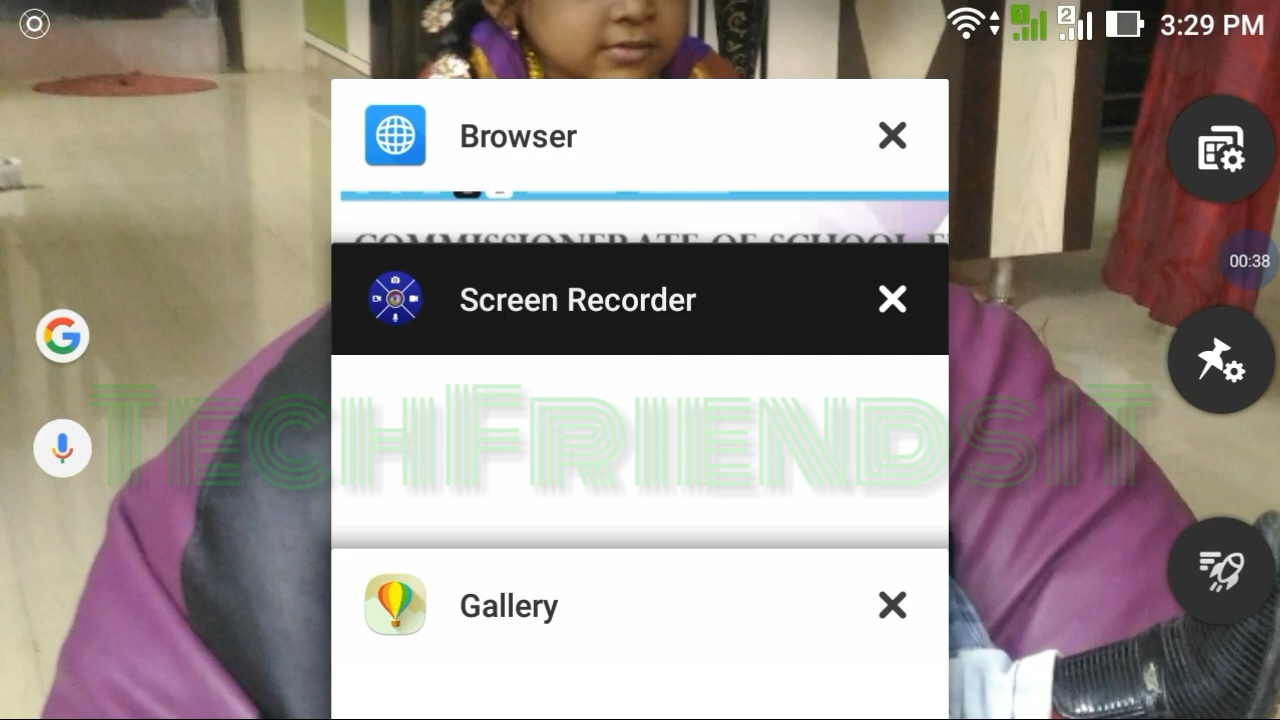 3:29 PM
Browser
COMMISSIONERATE OF SCHOOL
00:38
Screen Recorder
TechFriendsIT
Gallery